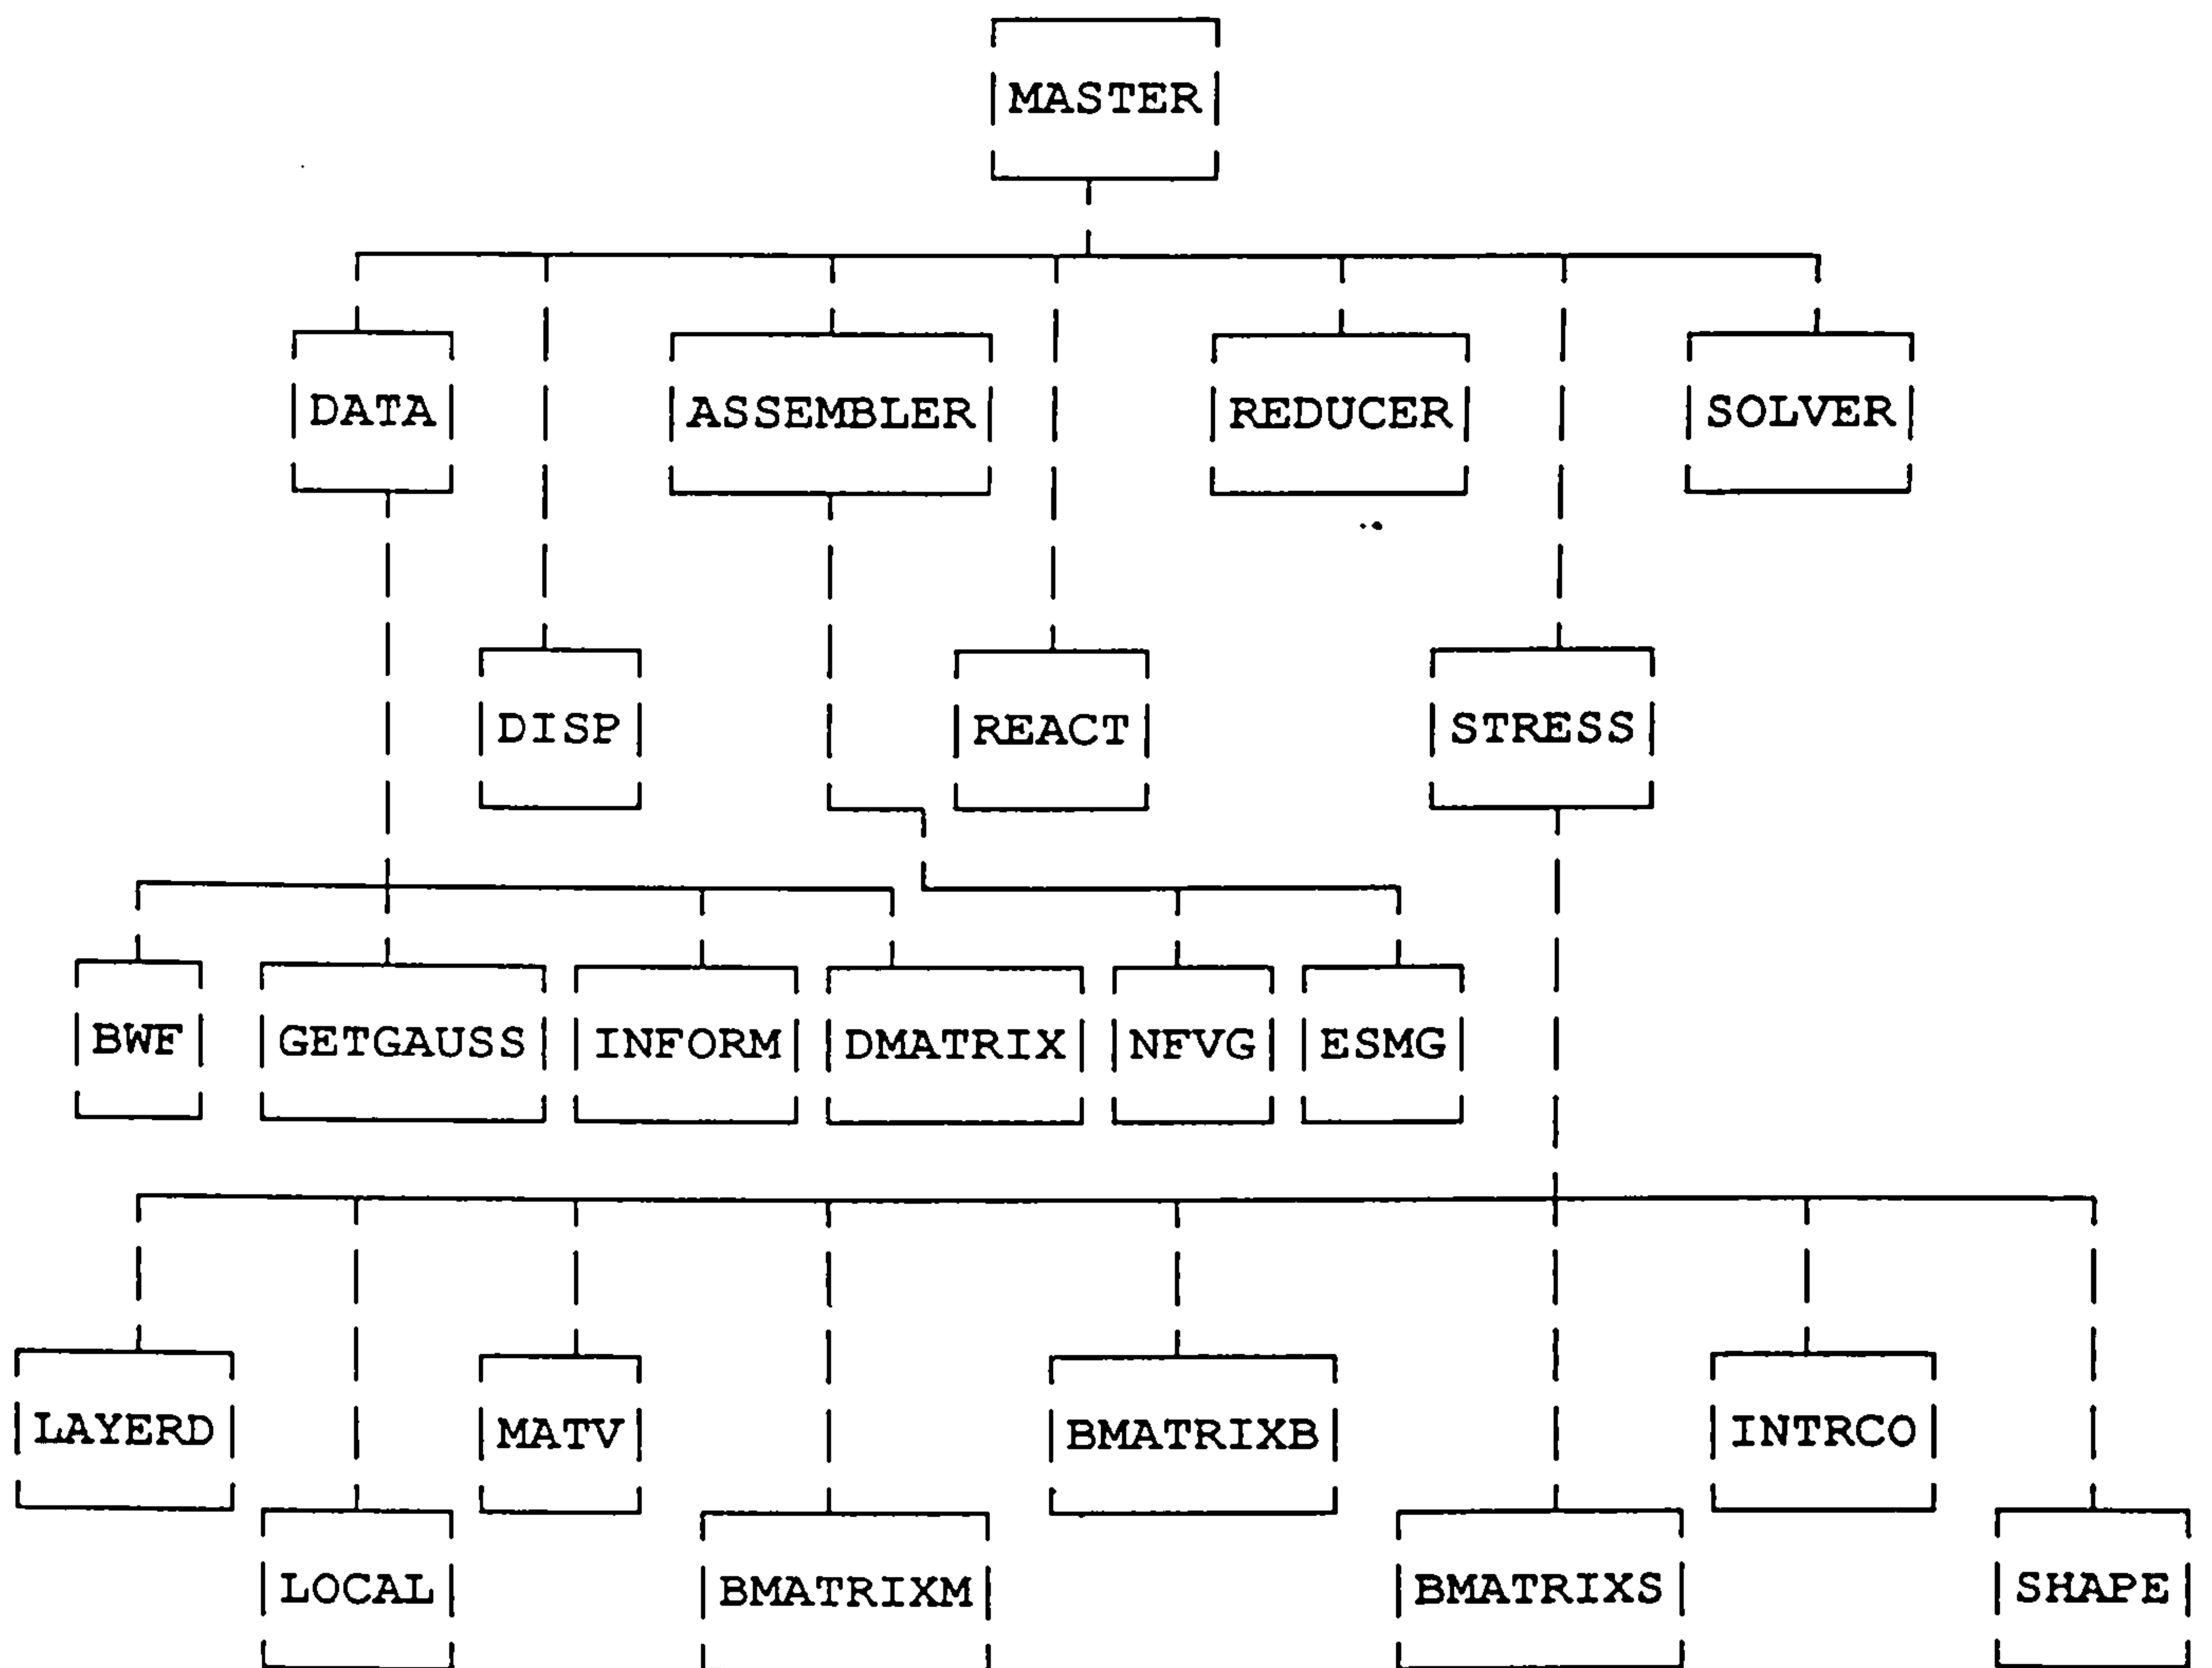 MASTER
DATA ASSEMBLER REDUCER SOLVER
DISP REACT STRESS
BWF GETGAUSS INFORM DMATRIX NFVG ESMG
LAYERD MATV BMATRIXB INTRCO
LOCAL BMATRIXM BMATRIXS SHAPE